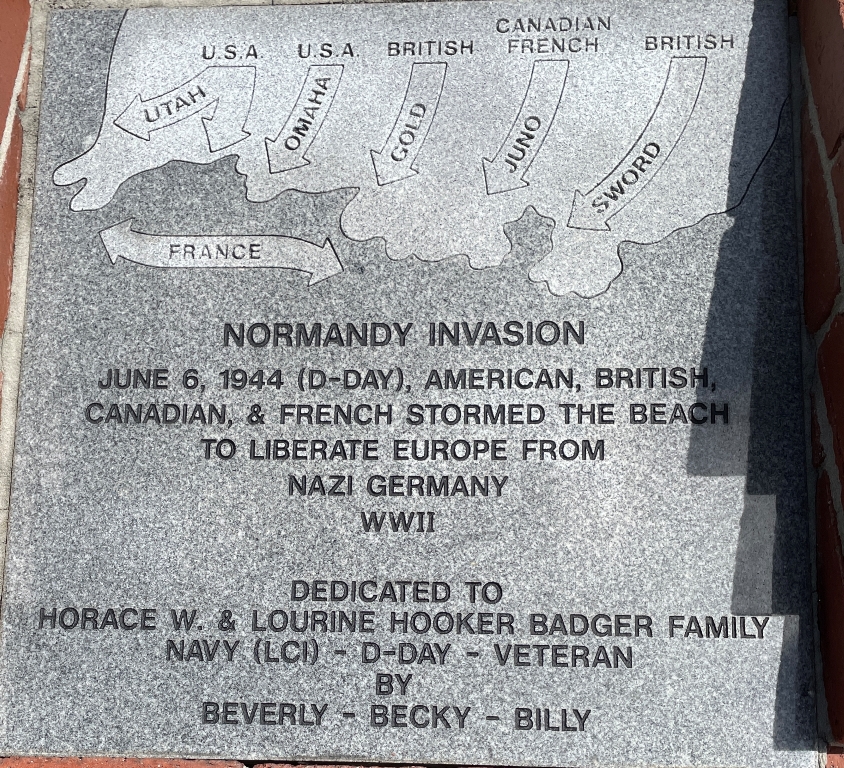 CANADIAN
U.S.A U.S.A. BRITISH FRENCH BRITISH
UTAH OMAHA GOLD JUNO SWORD
FRANCE
NORMANDY INVASION
JUNE 6, 1944 (D-DAY), AMERICAN, BRITISH,
CANADIAN, & FRENCH STORMED THE BEACH
TO LIBERATE EUROPE FROM
NAZI GERMANY
WWII
DEDICATED TO
HORACE W. & LOURINE HOOKER BADGER FAMILY
NAVY (LCI) - D-DAY - VETERAN
BY
BEVERLY - BECKY - BILLY